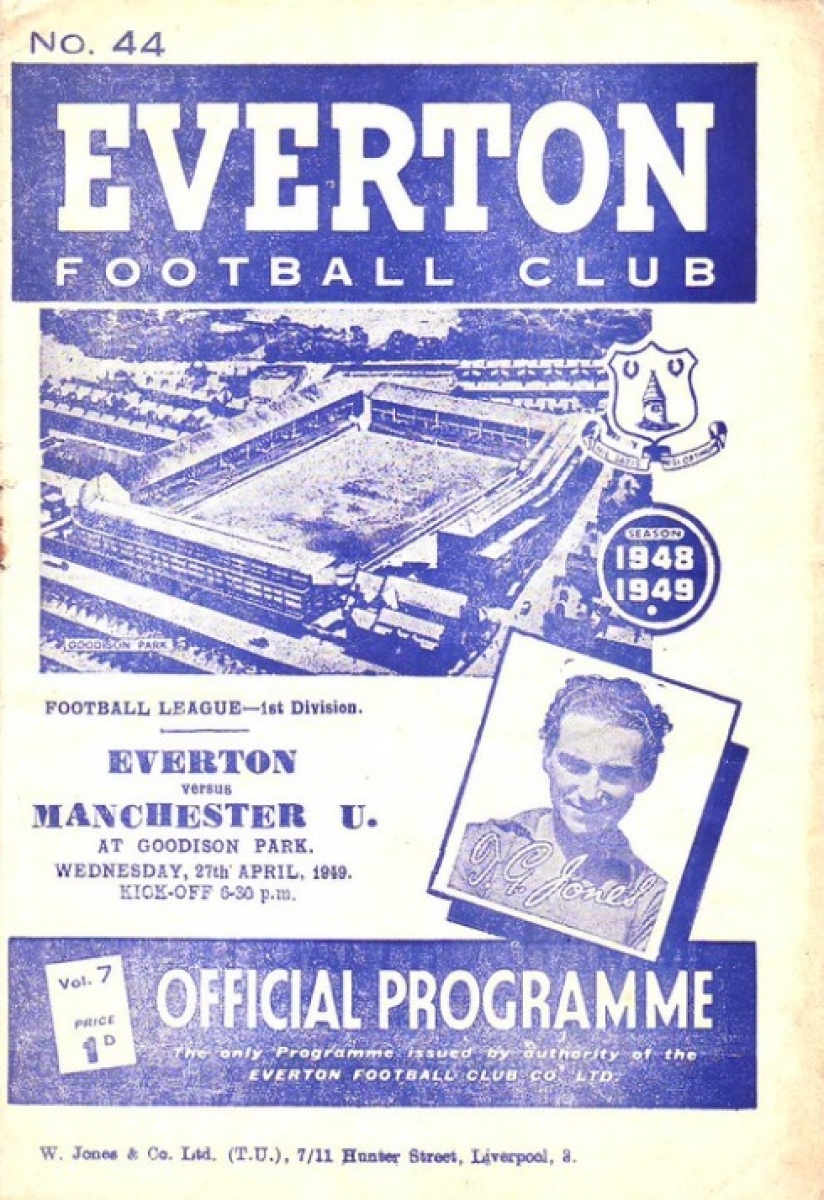 No. 44
EVERTON
FOOTBALL CLUB
SEASON
1948
1949
GOODISON PARK
FOOTBALL LEAGUE—1st Division.
EVERTON
versus
MANCHESTER U.
AT GOODISON PARK.
WEDNESDAY, 27th APRIL, 1949.
KICK-OFF 6-30 p.m.
T.G. Jones
Vol. 7
PRICE
1D
OFFICIAL PROGRAMME
The only Programme issued by authority of the
EVERTON FOOTBALL CLUB CO. LTD.
W. Jones & Co. Ltd. (T.U.), 7/11 Hunter Street, Liverpool, 3.